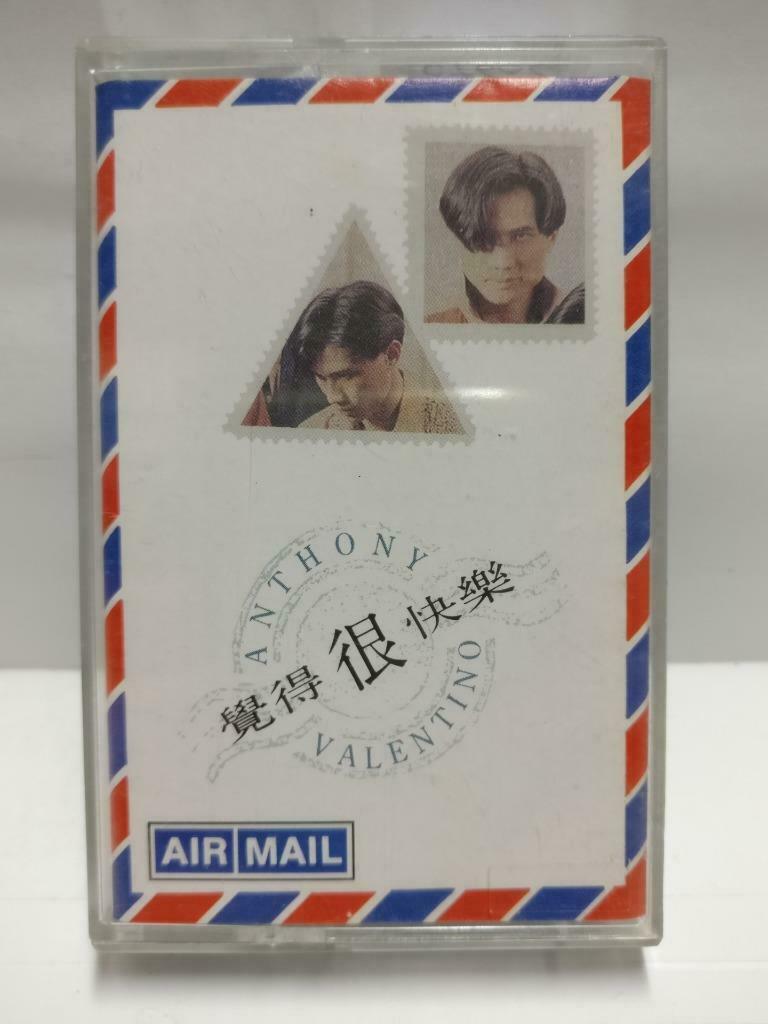 ANTHONY
覺得很快樂
VALENTINO
AIR MAIL